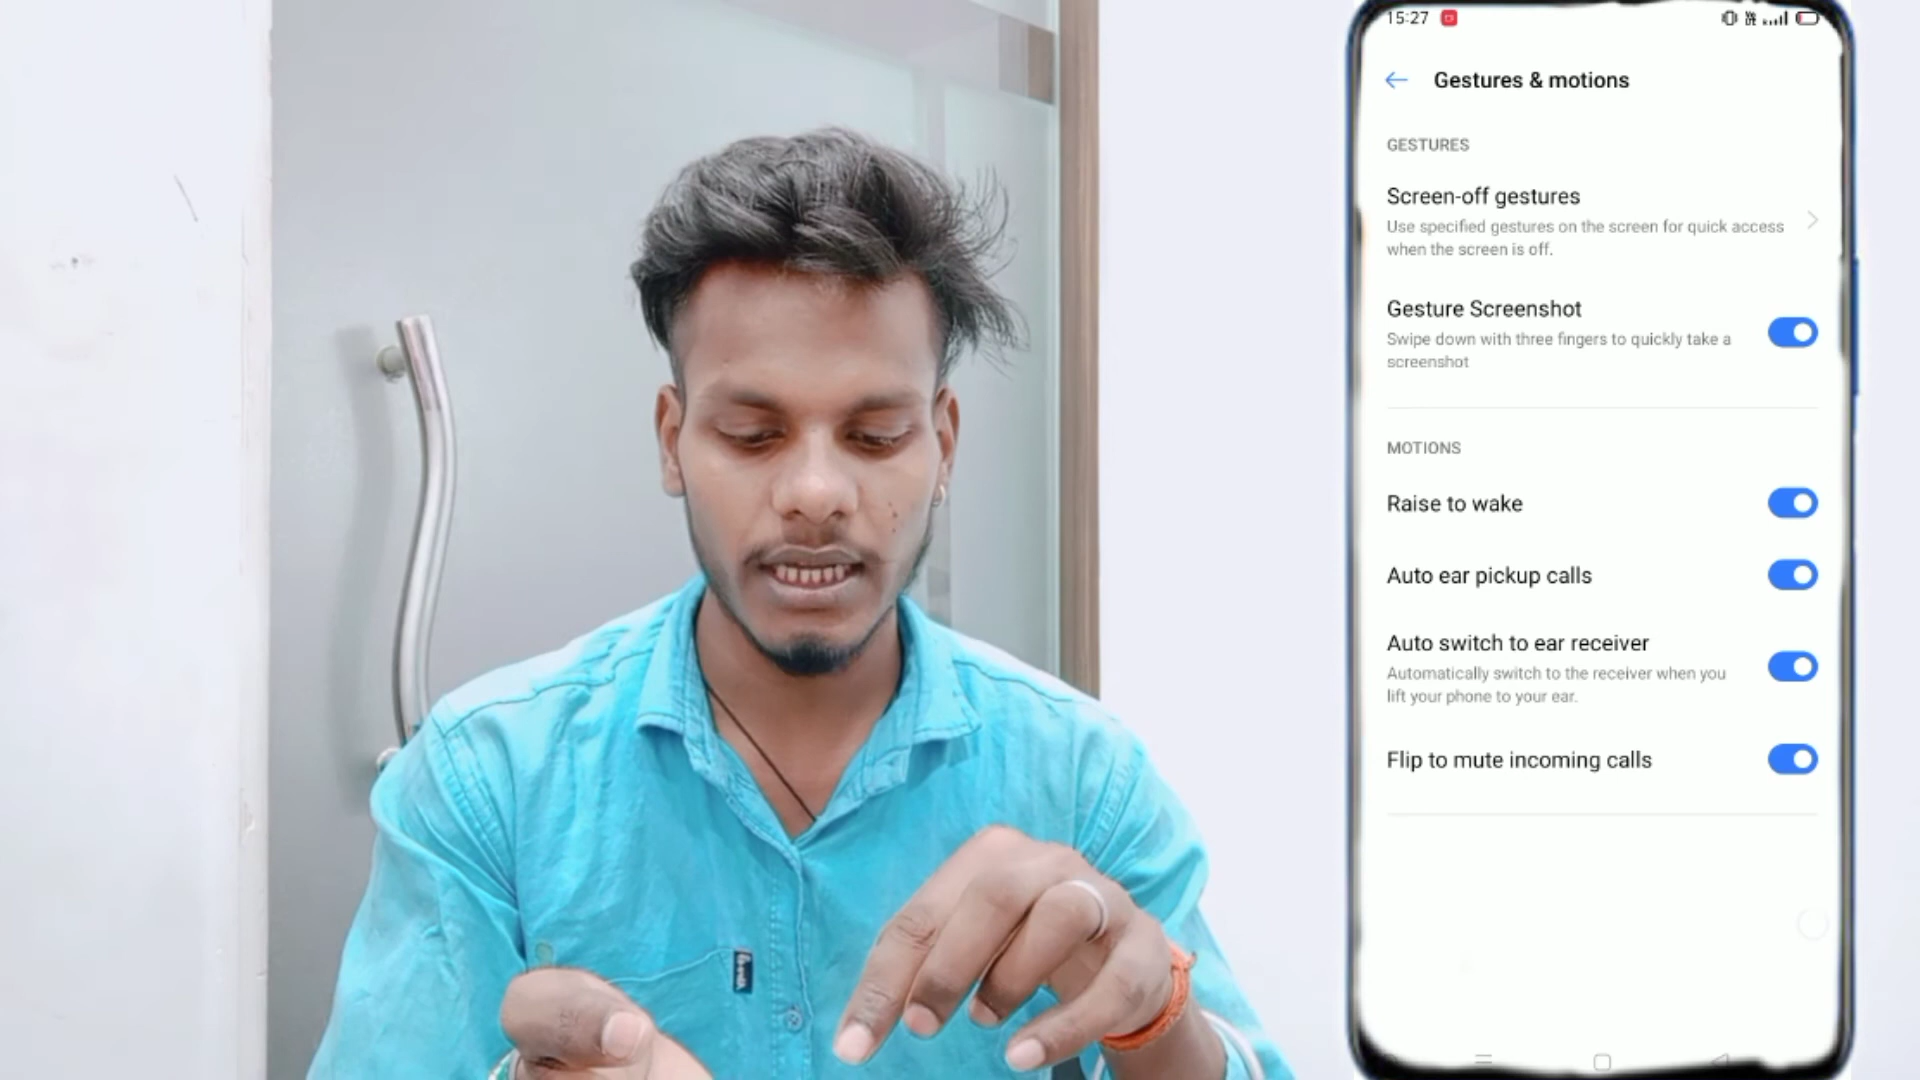 15:27
Gestures & motions
GESTURES
Screen-off gestures
Use specified gestures on the screen for quick access
when the screen is off.
Gesture Screenshot
Swipe down with three fingers to quickly take a
screenshot
MOTIONS
Raise to wake
Auto ear pickup calls
Auto switch to ear receiver
Automatically switch to the receiver when you
lift your phone to your ear.
Flip to mute incoming calls